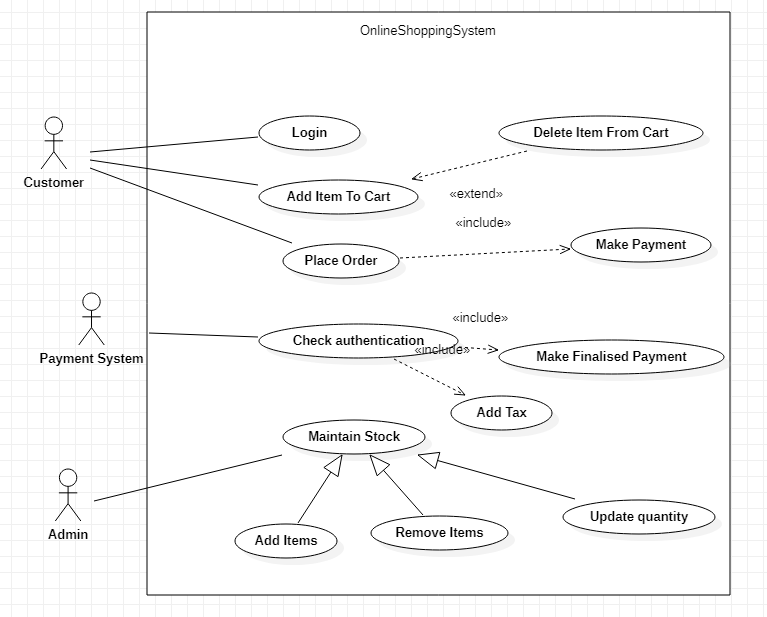 OnlineShoppingSystem
Login
Delete Item From Cart
Customer
Add Item To Cart
«extend»
«include»
Make Payment
Place Order
Payment System
«include»
Check authentication
«include»
Make Finalised Payment
Add Tax
Maintain Stock
Admin
Add Items
Remove Items
Update quantity